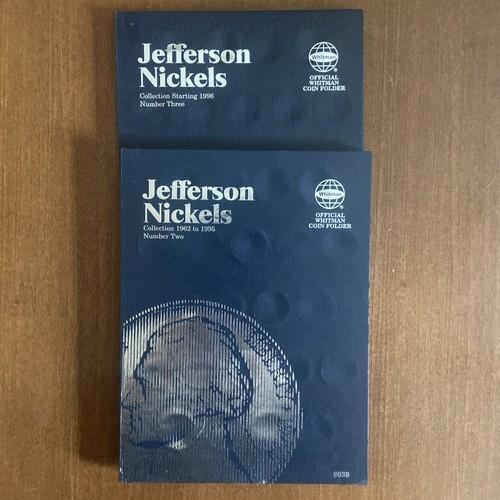 Jefferson
Nickels
Collection Starting 1996
Number Three
Whitman
®
OFFICIAL
WHITMAN
COIN FOLDER
Jefferson
Nickels
Collection 1962 to 1995
Number Two
Whitman
®
OFFICIAL
WHITMAN
COIN FOLDER
9039